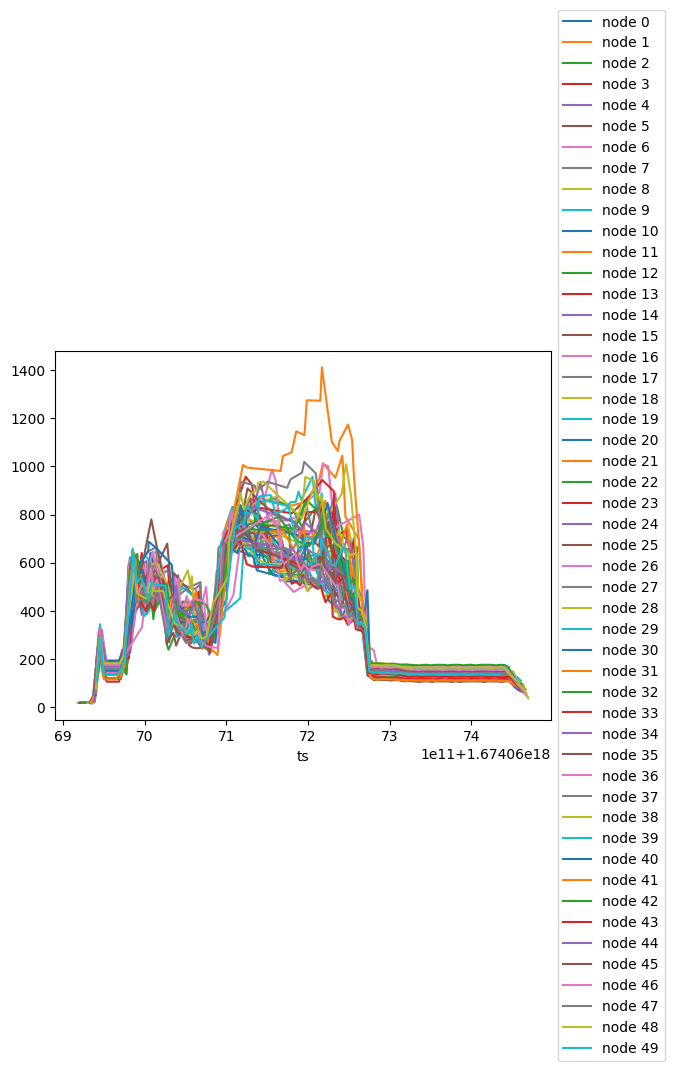 node 0
node 1
node 2
node 3
node 4
node 5
node 6
node 7
node 8
node 9
node 10
node 11
node 12
node 13
node 14
node 15
node 16
node 17
node 18
node 19
node 20
node 21
node 22
node 23
node 24
node 25
node 26
node 27
node 28
node 29
node 30
node 31
node 32
node 33
node 34
node 35
node 36
node 37
node 38
node 39
node 40
node 41
node 42
node 43
node 44
node 45
node 46
node 47
node 48
node 49
1400
1200
1000
800
600
400
200
0
69 70 71 72 73 74
ts
1e11+1.67406e18